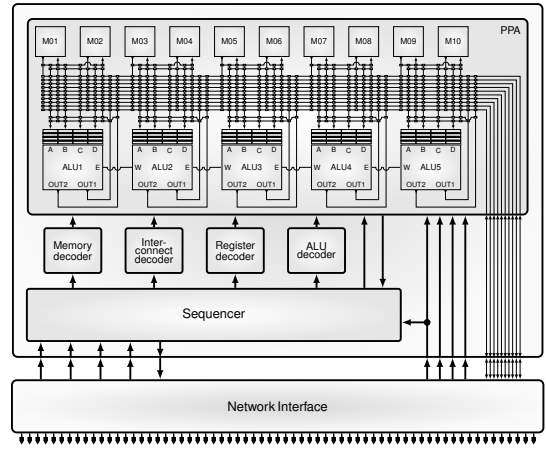 PPA
M01 M02 M03 M04 M05 M06 M07 M08 M09 M10
A B C D A B C D A B C D A B C D A B C D
ALU1 E W ALU2 E W ALU3 E W ALU4 E W ALU5
OUT2 OUT1 OUT2 OUT1 OUT2 OUT1 OUT2 OUT1 OUT2 OUT1
Memory
decoder
Inter-
connect
decoder
Register
decoder
ALU
decoder
Sequencer
Network Interface